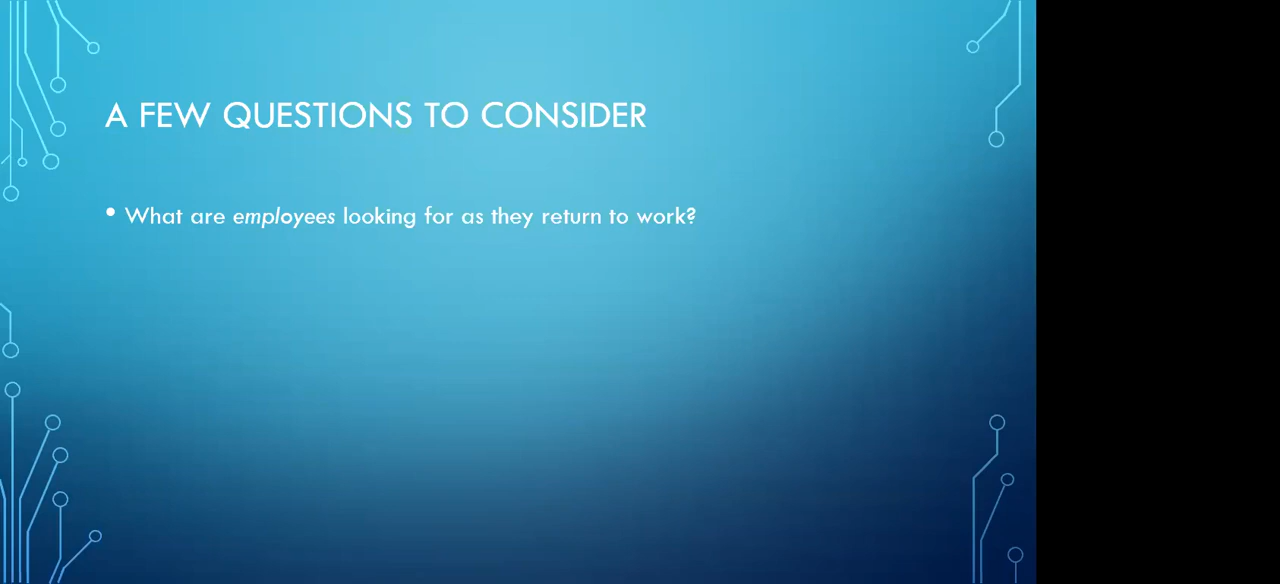 A FEW QUESTIONS TO CONSIDER
• What are employees looking for as they return to work?